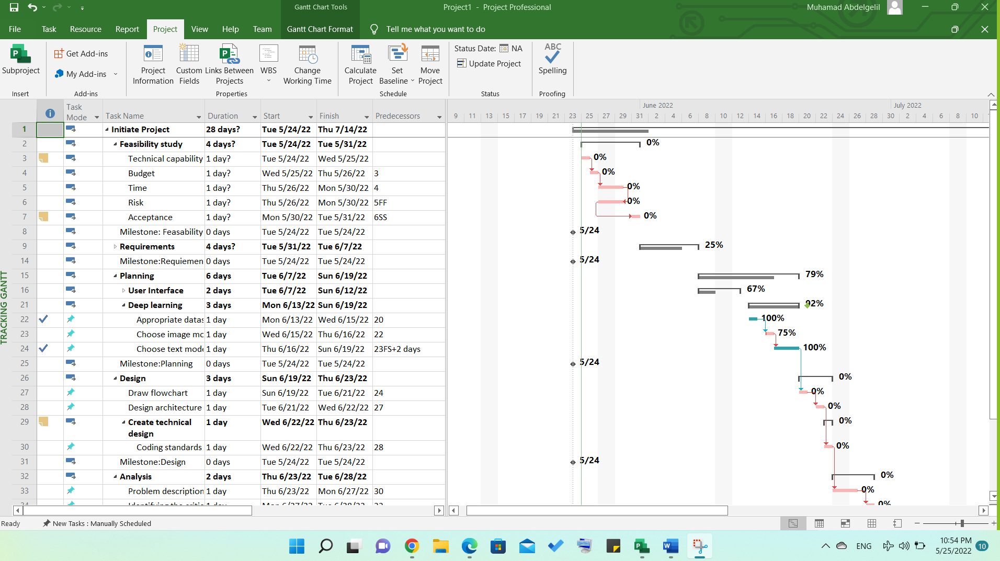 Gantt Chart Tools
Project1 - Project Professional
Muhamad Abdelgelil
File Task Resource Report Project View Help Team Gantt Chart Format Tell me what you want to do
Subproject
Insert
Get Add-ins
My Add-ins
Add-ins
Project Information
Custom Fields
Links Between Projects
WBS
Change Working Time
Properties
Calculate Project
Set Baseline
Move Project
Schedule
Status Date: NA
Update Project
Status
ABC
Spelling
Proofing
Task Mode Task Name Duration Start Finish Predecessors
June 2022 July 2022
9 11 13 15 17 19 21 23 25 27 29 31 2 4 6 8 10 12 14 16 18 20 22 24 26 28 30 2 4 6 8 10
1 Initiate Project 28 days? Tue 5/24/22 Thu 7/14/22
2 Feasibility study 4 days? Tue 5/24/22 Tue 5/31/22 0%
3 Technical capability 1 day? Tue 5/24/22 Wed 5/25/22 0%
4 Budget 1 day? Wed 5/25/22 Thu 5/26/22 3 0%
5 Time 1 day? Thu 5/26/22 Mon 5/30/22 4 0%
6 Risk 1 day? Thu 5/26/22 Mon 5/30/22 5FF 0%
7 Acceptance 1 day? Mon 5/30/22 Tue 5/31/22 6SS 0%
8 Milestone: Feasability 0 days Tue 5/24/22 Tue 5/24/22 5/24
9 Requirements 4 days? Tue 5/31/22 Tue 6/7/22 25%
14 Milestone:Requiemen 0 days Tue 5/24/22 Tue 5/24/22 5/24
15 Planning 6 days Tue 6/7/22 Sun 6/19/22 79%
16 User Interface 2 days Tue 6/7/22 Sun 6/12/22 67%
21 Deep learning 3 days Mon 6/13/22 Sun 6/19/22 92%
22 Appropriate datas 1 day Mon 6/13/22 Wed 6/15/22 20 100%
23 Choose image mo 1 day Wed 6/15/22 Thu 6/16/22 22 75%
24 Choose text mode 1 day Thu 6/16/22 Sun 6/19/22 23FS+2 days 100%
25 Milestone:Planning 0 days Tue 5/24/22 Tue 5/24/22 5/24
26 Design 3 days Sun 6/19/22 Thu 6/23/22 0%
27 Draw flowchart 1 day Sun 6/19/22 Tue 6/21/22 24 0%
28 Design architecture 1 day Tue 6/21/22 Wed 6/22/22 27 0%
29 Create technical design 1 day Wed 6/22/22 Thu 6/23/22 0%
30 Coding standards 1 day Wed 6/22/22 Thu 6/23/22 28 0%
31 Milestone:Design 0 days Tue 5/24/22 Tue 5/24/22 5/24
32 Analysis 2 days Thu 6/23/22 Tue 6/28/22 0%
33 Problem description 1 day Thu 6/23/22 Mon 6/27/22 30 0%
0%
TRACKING GANTT
Ready New Tasks : Manually Scheduled
ENG
10:54 PM
5/25/2022
10